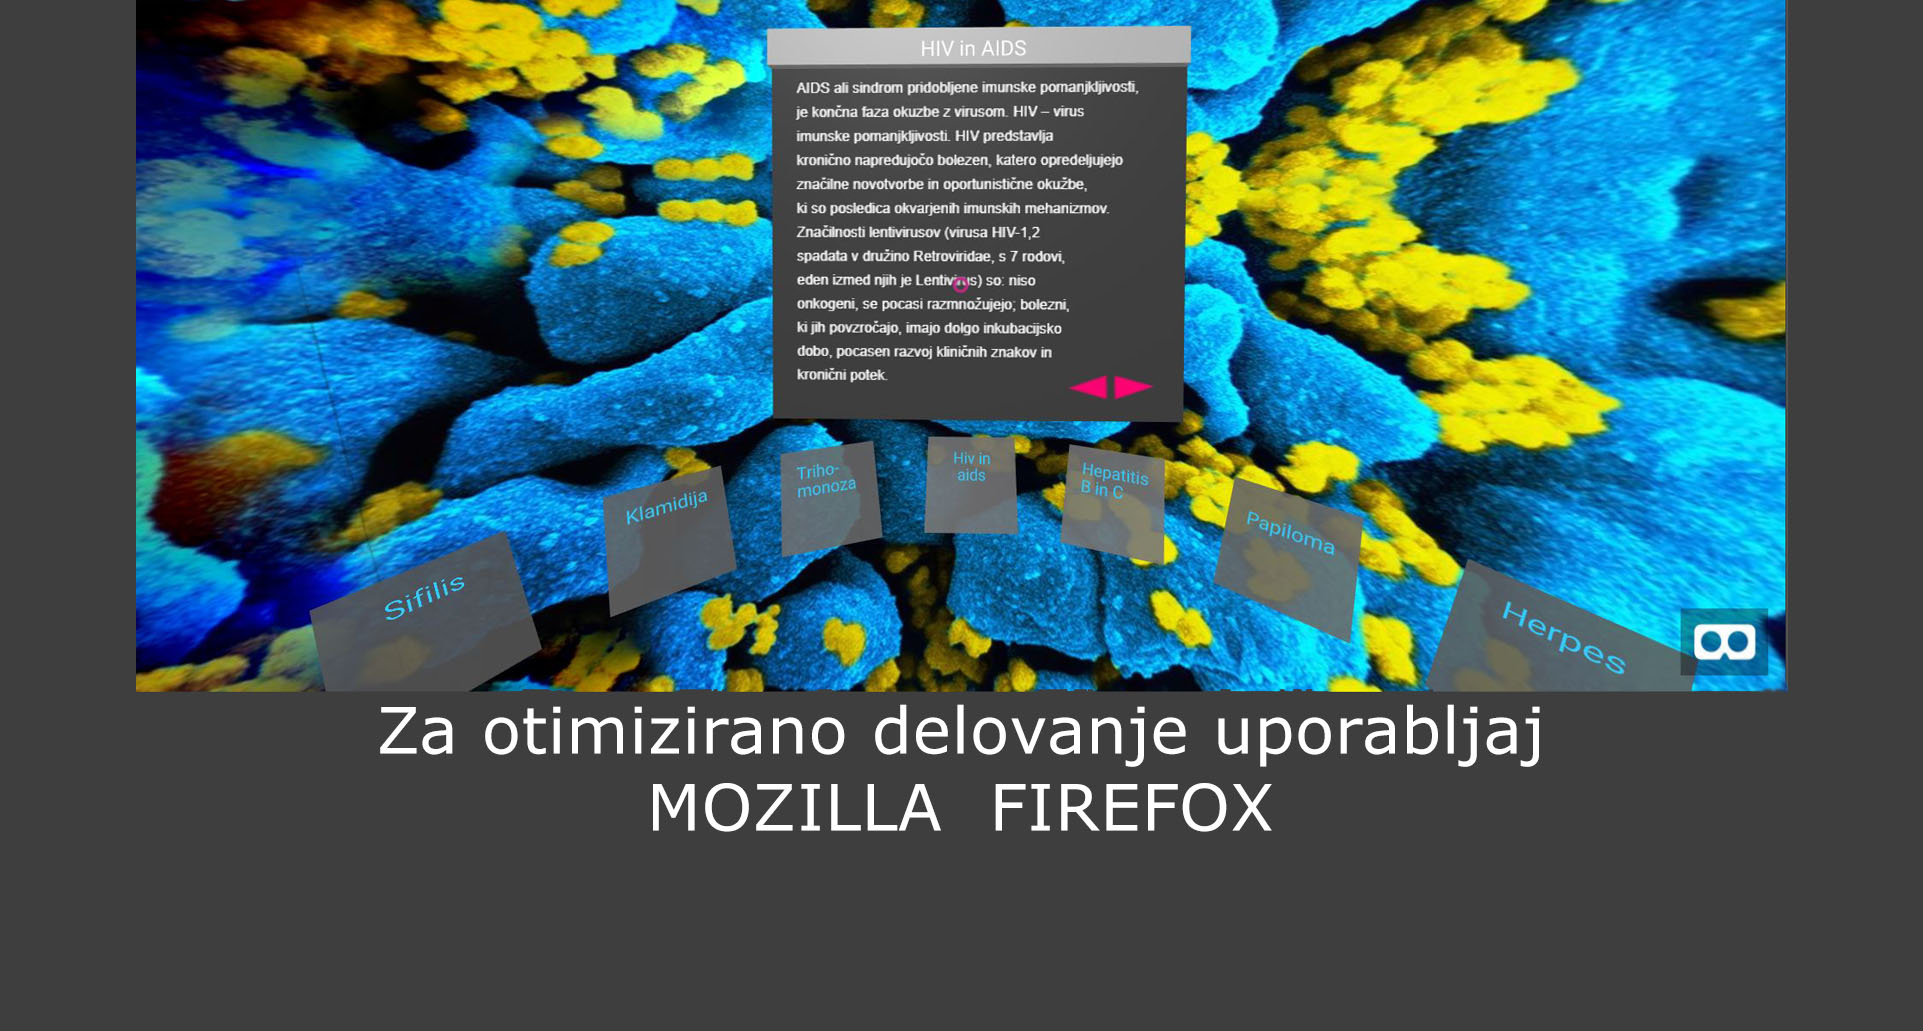 HIV in AIDS
AIDS ali sindrom pridobljene imunske pomanjkljivosti,
je končna faza okuzbe z virusom. HIV – virus
imunske pomanjkljivosti. HIV predstavlja
kronično napredujočo bolezen, katero opredeljujejo
značilne novotvorbe in oportunistične okužbe,
ki so posledica okvarjenih imunskih mehanizmov.
Značilnosti lentivirusov (virusa HIV-1,2
spadata v družino Retroviridae, s 7 rodovi,
eden izmed njih je Lentivirus) so: niso
onkogeni, se pocasi razmnožujejo; bolezni,
ki jih povzročajo, imajo dolgo inkubacijsko
dobo, pocasen razvoj kliničnih znakov in
kronični potek.
Sifilis
Klamidija
Triho-
monoza
Hiv in
aids
Hepatitis
B in C
Papiloma
Herpes
Za otimizirano delovanje uporabljaj
MOZILLA FIREFOX